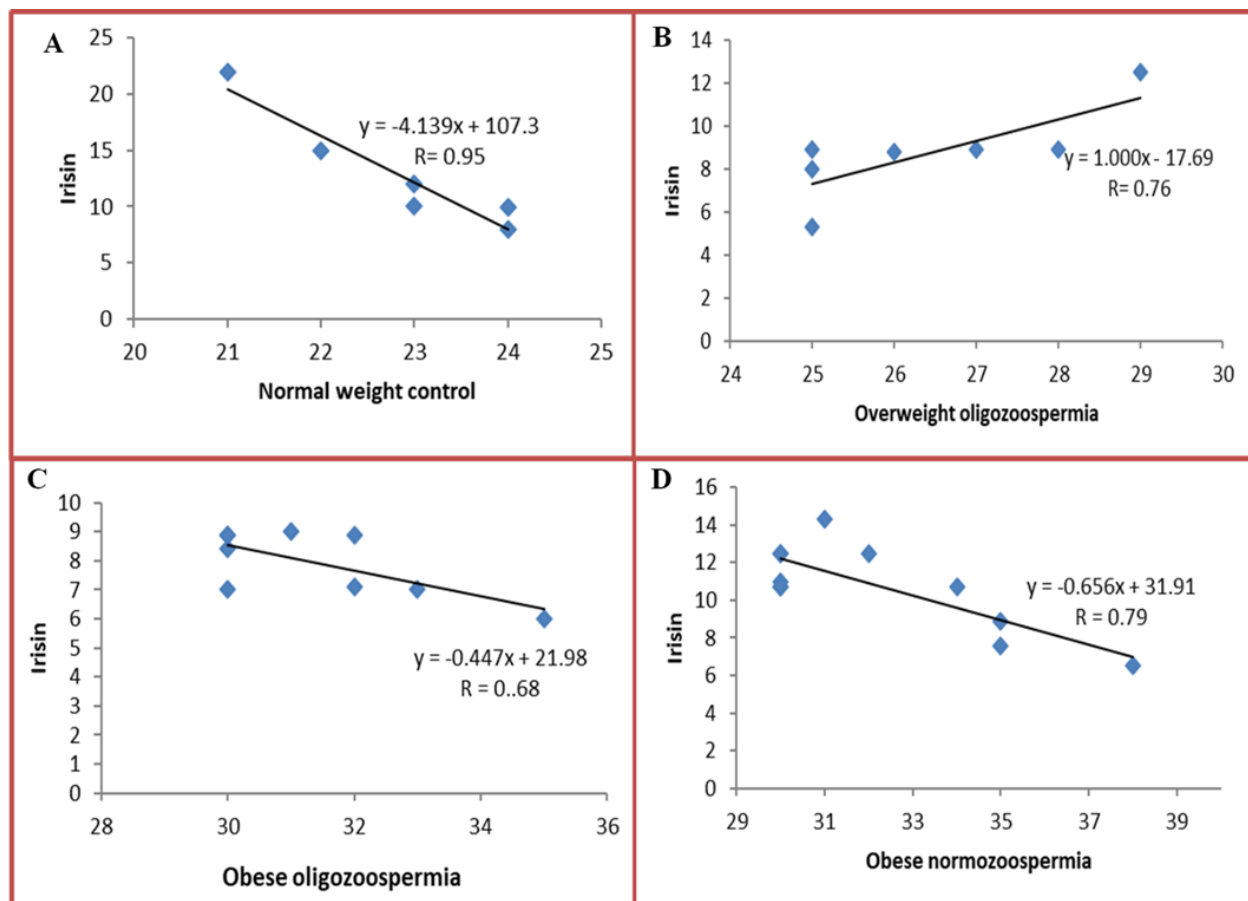 A
25
20
15
10
5
0
Irisin
y = -4.139x + 107.3
R= 0.95
20 21 22 23 24 25
Normal weight control
B
14
12
10
8
6
4
2
0
Irisin
y = 1.000x - 17.69
R= 0.76
24 25 26 27 28 29 30
Overweight oligozoospermia
C
10
9
8
7
6
5
4
3
2
1
0
Irisin
y = -0.447x + 21.98
R = 0..68
28 30 32 34 36
Obese oligozoospermia
D
16
14
12
10
8
6
4
2
0
Irisin
y = -0.656x + 31.91
R = 0.79
29 31 33 35 37 39
Obese normozoospermia